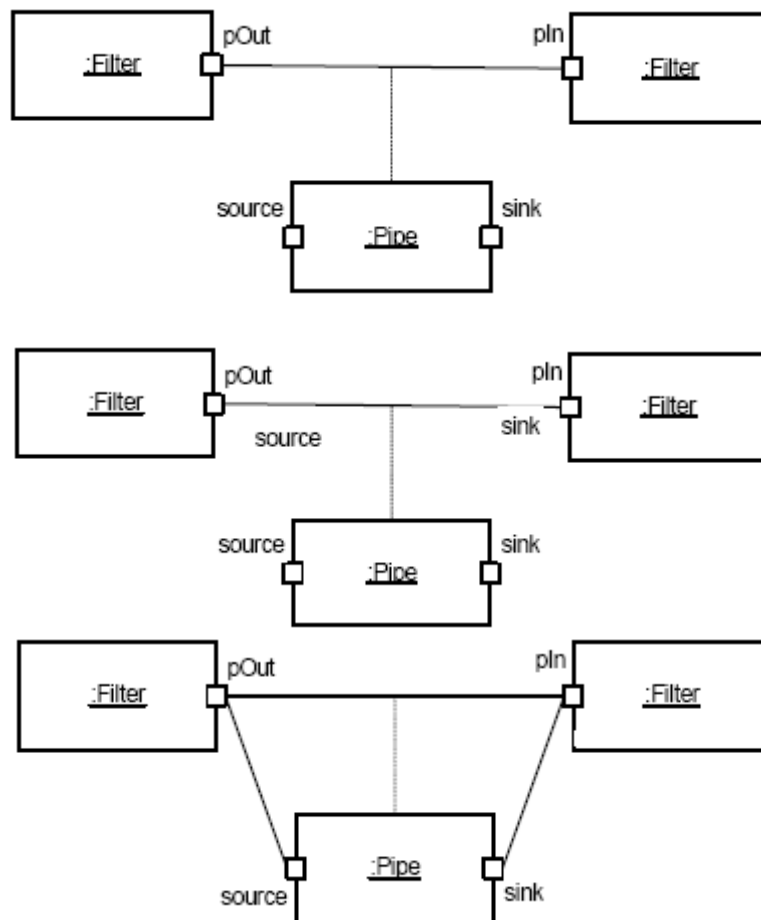 pOut
pIn
:Filter
:Filter
source
sink
:Pipe
pOut
pIn
:Filter
:Filter
source
sink
source
sink
:Pipe
pOut
pIn
:Filter
:Filter
:Pipe
source
sink